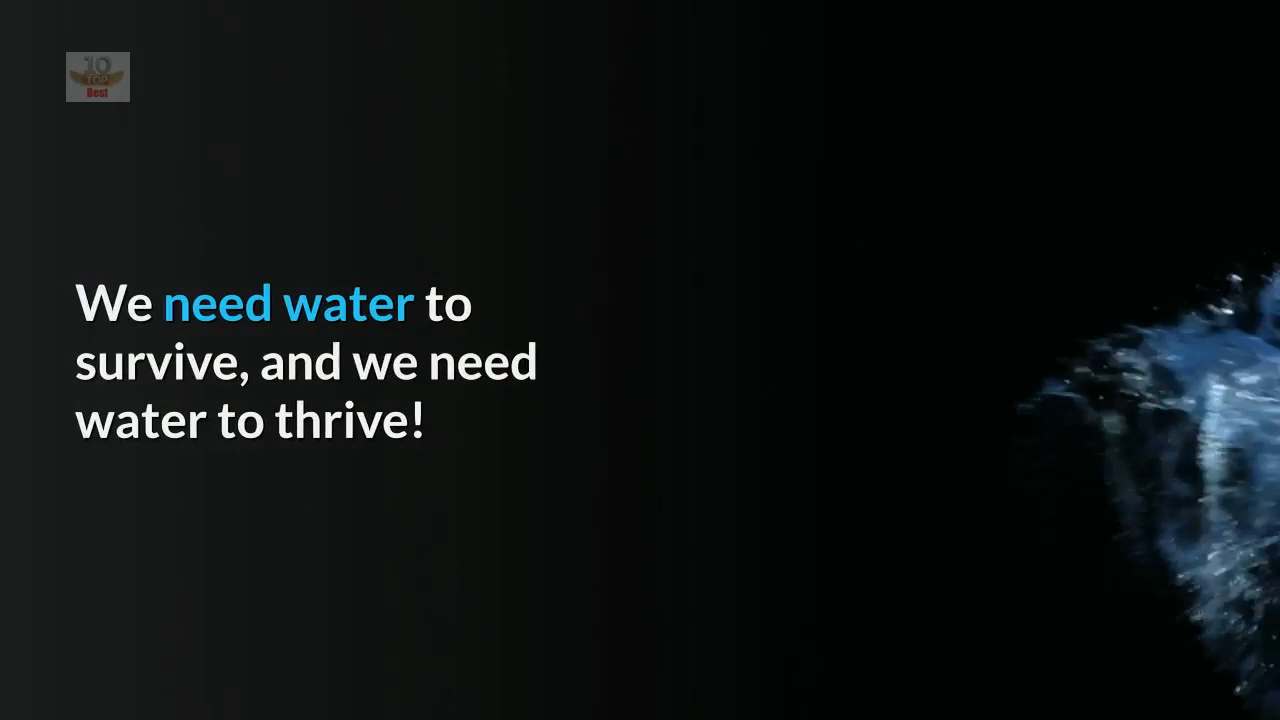 10
TOP
Best
We need water to
survive, and we need
water to thrive!